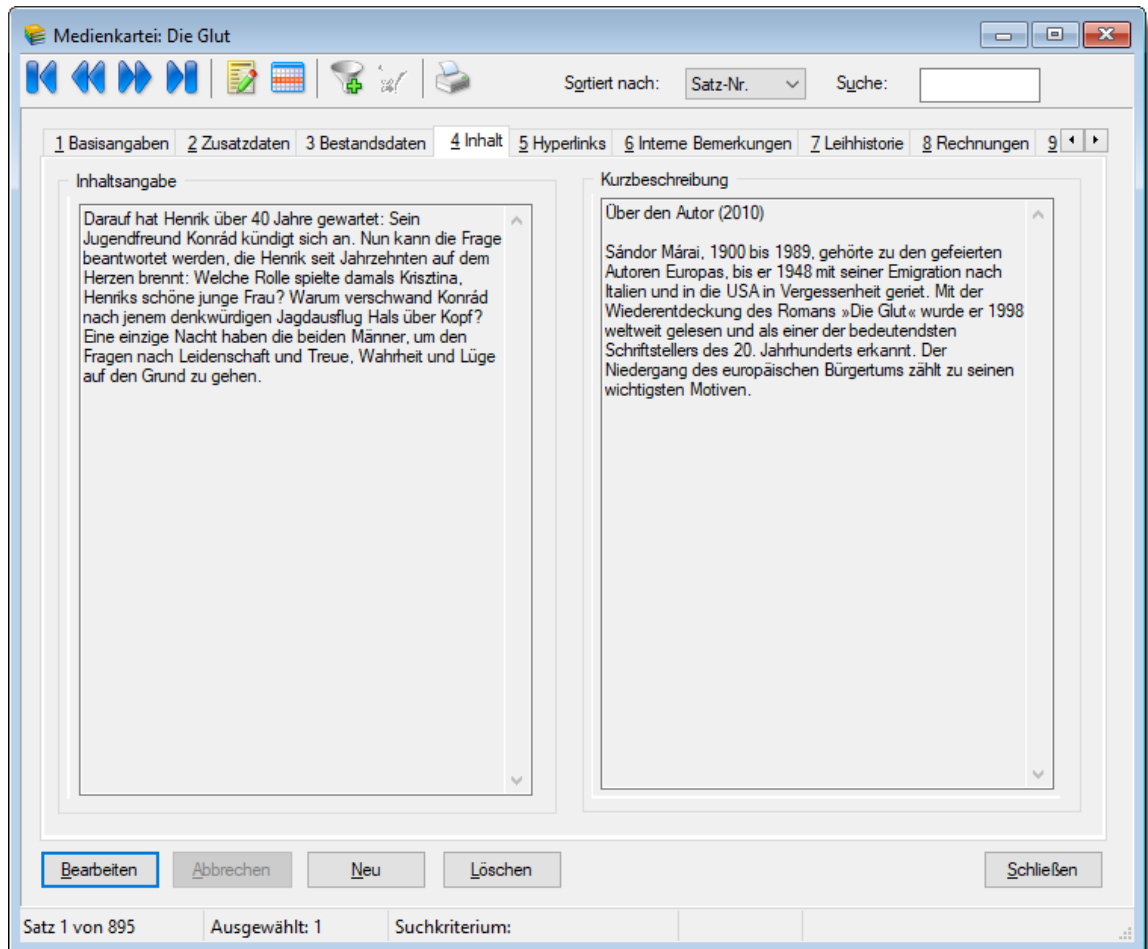 Medienkartei: Die Glut
Sortiert nach: Satz-Nr. Suche:
1 Basisangaben 2 Zusatzdaten 3 Bestandsdaten 4 Inhalt 5 Hyperlinks 6 Interne Bemerkungen 7 Leihhistorie 8 Rechnungen 9
Inhaltsangabe
Darauf hat Henrik über 40 Jahre gewartet: Sein
Jugendfreund Konrád kündigt sich an. Nun kann die Frage
beantwortet werden, die Henrik seit Jahrzehnten auf dem
Herzen brennt: Welche Rolle spielte damals Krisztina,
Henriks schöne junge Frau? Warum verschwand Konrád
nach jenem denkwürdigen Jagdausflug Hals über Kopf?
Eine einzige Nacht haben die beiden Männer, um den
Fragen nach Leidenschaft und Treue, Wahrheit und Lüge
auf den Grund zu gehen.
Kurzbeschreibung
Über den Autor (2010)
Sándor Márai, 1900 bis 1989, gehörte zu den gefeierten
Autoren Europas, bis er 1948 mit seiner Emigration nach
Italien und in die USA in Vergessenheit geriet. Mit der
Wiederentdeckung des Romans »Die Glut« wurde er 1998
weltweit gelesen und als einer der bedeutendsten
Schriftstellers des 20. Jahrhunderts erkannt. Der
Niedergang des europäischen Bürgertums zählt zu seinen
wichtigsten Motiven.
Bearbeiten Abbrechen Neu Löschen Schließen
Satz 1 von 895 Ausgewählt: 1 Suchkriterium: